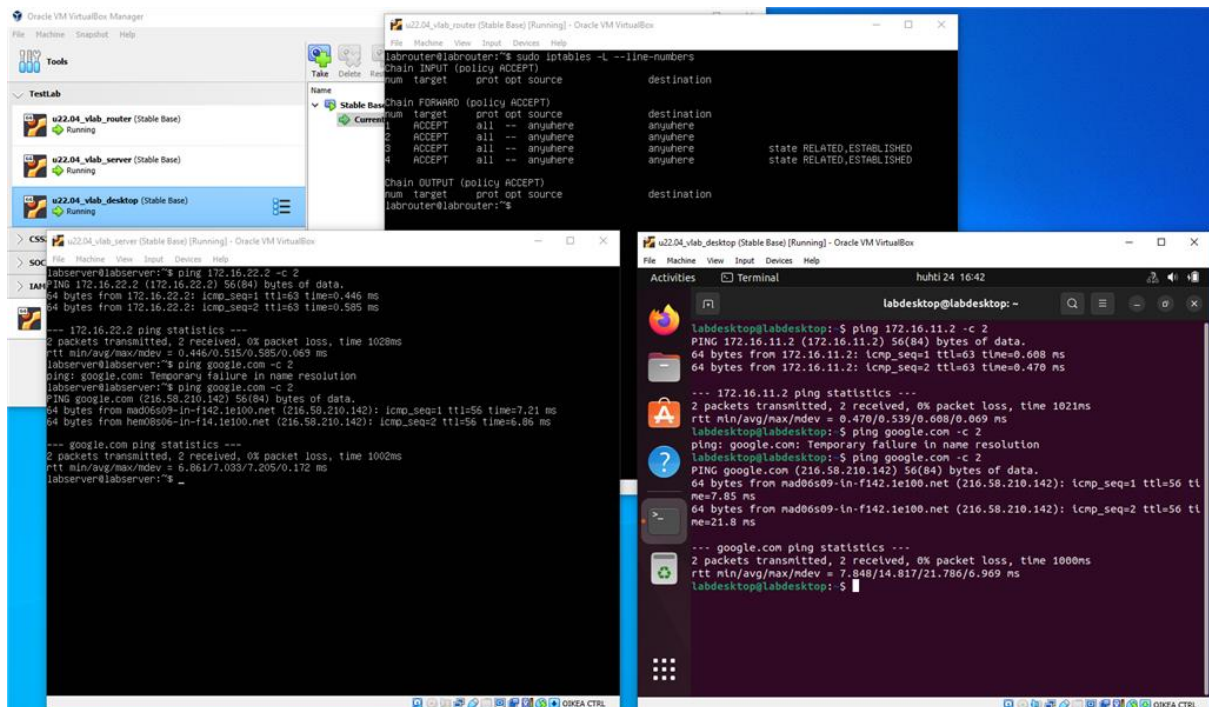 Oracle VM VirtualBox Manager
File Machine Snapshot Help
Tools
Take Delete
TestLab
Name
u22.04_vlab_router (Stable Base)
Running
Stable Base
Current
u22.04_vlab_server (Stable Base)
Running
u22.04_vlab_desktop (Stable Base)
Running
CSS
SOC
IAM
u22.04_vlab_router (Stable Base) [Running] - Oracle VM VirtualBox
File Machine View Input Devices Help
labrouter@labrouter:~$ sudo iptables -L --line-numbers
Chain INPUT (policy ACCEPT)
num target prot opt source destination
Chain FORWARD (policy ACCEPT)
num target prot opt source destination
1 ACCEPT all -- anywhere anywhere
2 ACCEPT all -- anywhere anywhere
3 ACCEPT all -- anywhere anywhere state RELATED,ESTABLISHED
4 ACCEPT all -- anywhere anywhere state RELATED,ESTABLISHED
Chain OUTPUT (policy ACCEPT)
num target prot opt source destination
labrouter@labrouter:~$
u22.04_vlab_server (Stable Base) [Running] - Oracle VM VirtualBox
File Machine View Input Devices Help
labserver@labserver:~$ ping 172.16.22.2 -c 2
PING 172.16.22.2 (172.16.22.2) 56(84) bytes of data.
64 bytes from 172.16.22.2: icmp_seq=1 ttl=63 time=0.446 ms
64 bytes from 172.16.22.2: icmp_seq=2 ttl=63 time=0.585 ms
--- 172.16.22.2 ping statistics ---
2 packets transmitted, 2 received, 0% packet loss, time 1028ms
rtt min/avg/max/mdev = 0.446/0.515/0.585/0.069 ms
labserver@labserver:~$ ping google.com -c 2
ping: google.com: Temporary failure in name resolution
labserver@labserver:~$ ping google.com -c 2
PING google.com (216.58.210.142) 56(84) bytes of data.
64 bytes from mad06s09-in-f142.1e100.net (216.58.210.142): icmp_seq=1 ttl=56 time=7.21 ms
64 bytes from hem08s06-in-f14.1e100.net (216.58.210.142): icmp_seq=2 ttl=56 time=6.86 ms
--- google.com ping statistics ---
2 packets transmitted, 2 received, 0% packet loss, time 1002ms
rtt min/avg/max/mdev = 6.861/7.033/7.205/0.172 ms
labserver@labserver:~$ _
OIKEA CTRL
u22.04_vlab_desktop (Stable Base) [Running] - Oracle VM VirtualBox
File Machine View Input Devices Help
Activities Terminal huhti 24 16:42
labdesktop@labdesktop: ~
labdesktop@labdesktop:~$ ping 172.16.11.2 -c 2
PING 172.16.11.2 (172.16.11.2) 56(84) bytes of data.
64 bytes from 172.16.11.2: icmp_seq=1 ttl=63 time=0.608 ms
64 bytes from 172.16.11.2: icmp_seq=2 ttl=63 time=0.470 ms
--- 172.16.11.2 ping statistics ---
2 packets transmitted, 2 received, 0% packet loss, time 1021ms
rtt min/avg/max/mdev = 0.470/0.539/0.608/0.069 ms
labdesktop@labdesktop:~$ ping google.com -c 2
ping: google.com: Temporary failure in name resolution
labdesktop@labdesktop:~$ ping google.com -c 2
PING google.com (216.58.210.142) 56(84) bytes of data.
64 bytes from mad06s09-in-f142.1e100.net (216.58.210.142): icmp_seq=1 ttl=56 ti
me=7.85 ms
64 bytes from mad06s09-in-f142.1e100.net (216.58.210.142): icmp_seq=2 ttl=56 ti
me=21.8 ms
--- google.com ping statistics ---
2 packets transmitted, 2 received, 0% packet loss, time 1000ms
rtt min/avg/max/mdev = 7.848/14.817/21.786/6.969 ms
labdesktop@labdesktop:~$
OIKEA CTRL